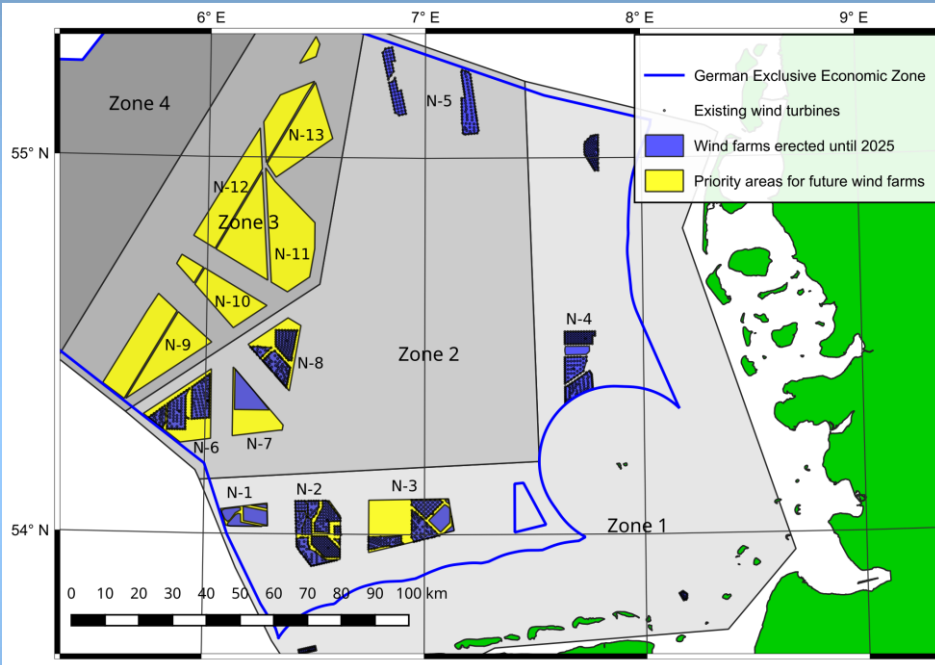 6° E 7° E 8° E 9° E
German Exclusive Economic Zone
Existing wind turbines
Wind farms erected until 2025
Priority areas for future wind farms
Zone 4
N-5
N-13
55° N
N-12
Zone 3
N-11
N-10
N-4
N-9
N-8
Zone 2
N-6
N-7
N-1
N-2
N-3
54° N
Zone 1
0 10 20 30 40 50 60 70 80 90 100 km